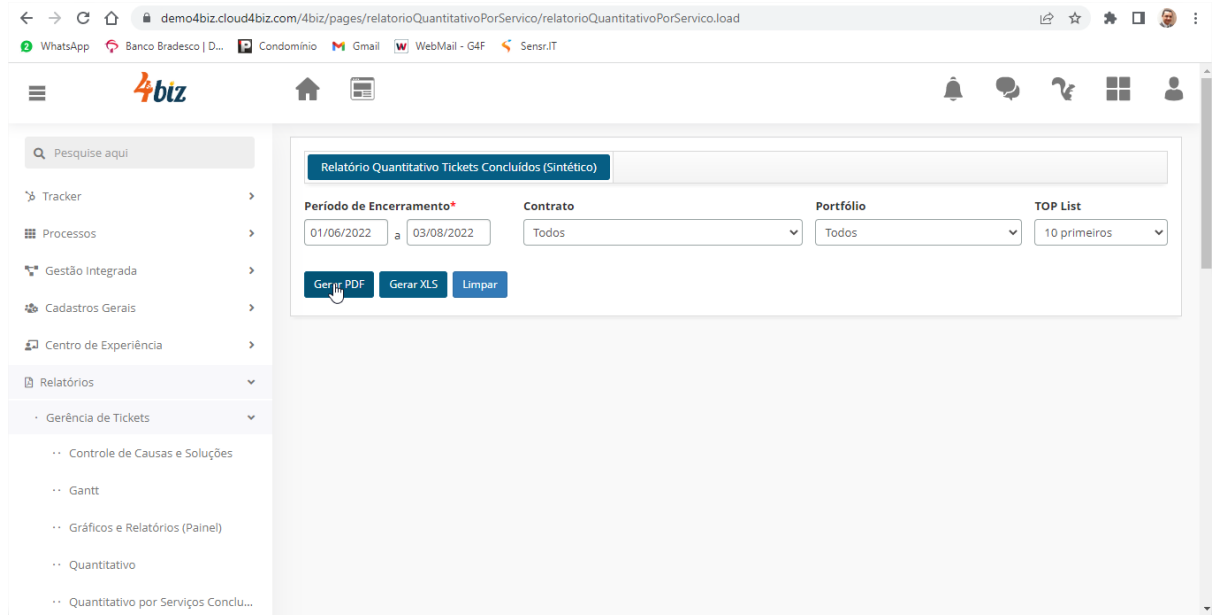 demo4biz.cloud4biz.com/4biz/pages/relatorioQuantitativoPorServico/relatorioQuantitativoPorServico.load
2 WhatsApp Banco Bradesco | D... Condomínio Gmail WebMail - G4F Sensr.IT
4biz
Pesquise aqui
Tracker
Processos
Gestão Integrada
Cadastros Gerais
Centro de Experiência
Relatórios
Gerência de Tickets
Controle de Causas e Soluções
Gantt
Gráficos e Relatórios (Painel)
Quantitativo
Quantitativo por Serviços Conclu...
Relatório Quantitativo Tickets Concluídos (Sintético)
Período de Encerramento* Contrato Portfólio TOP List
01/06/2022 a 03/08/2022 Todos Todos 10 primeiros
Gerar PDF Gerar XLS Limpar